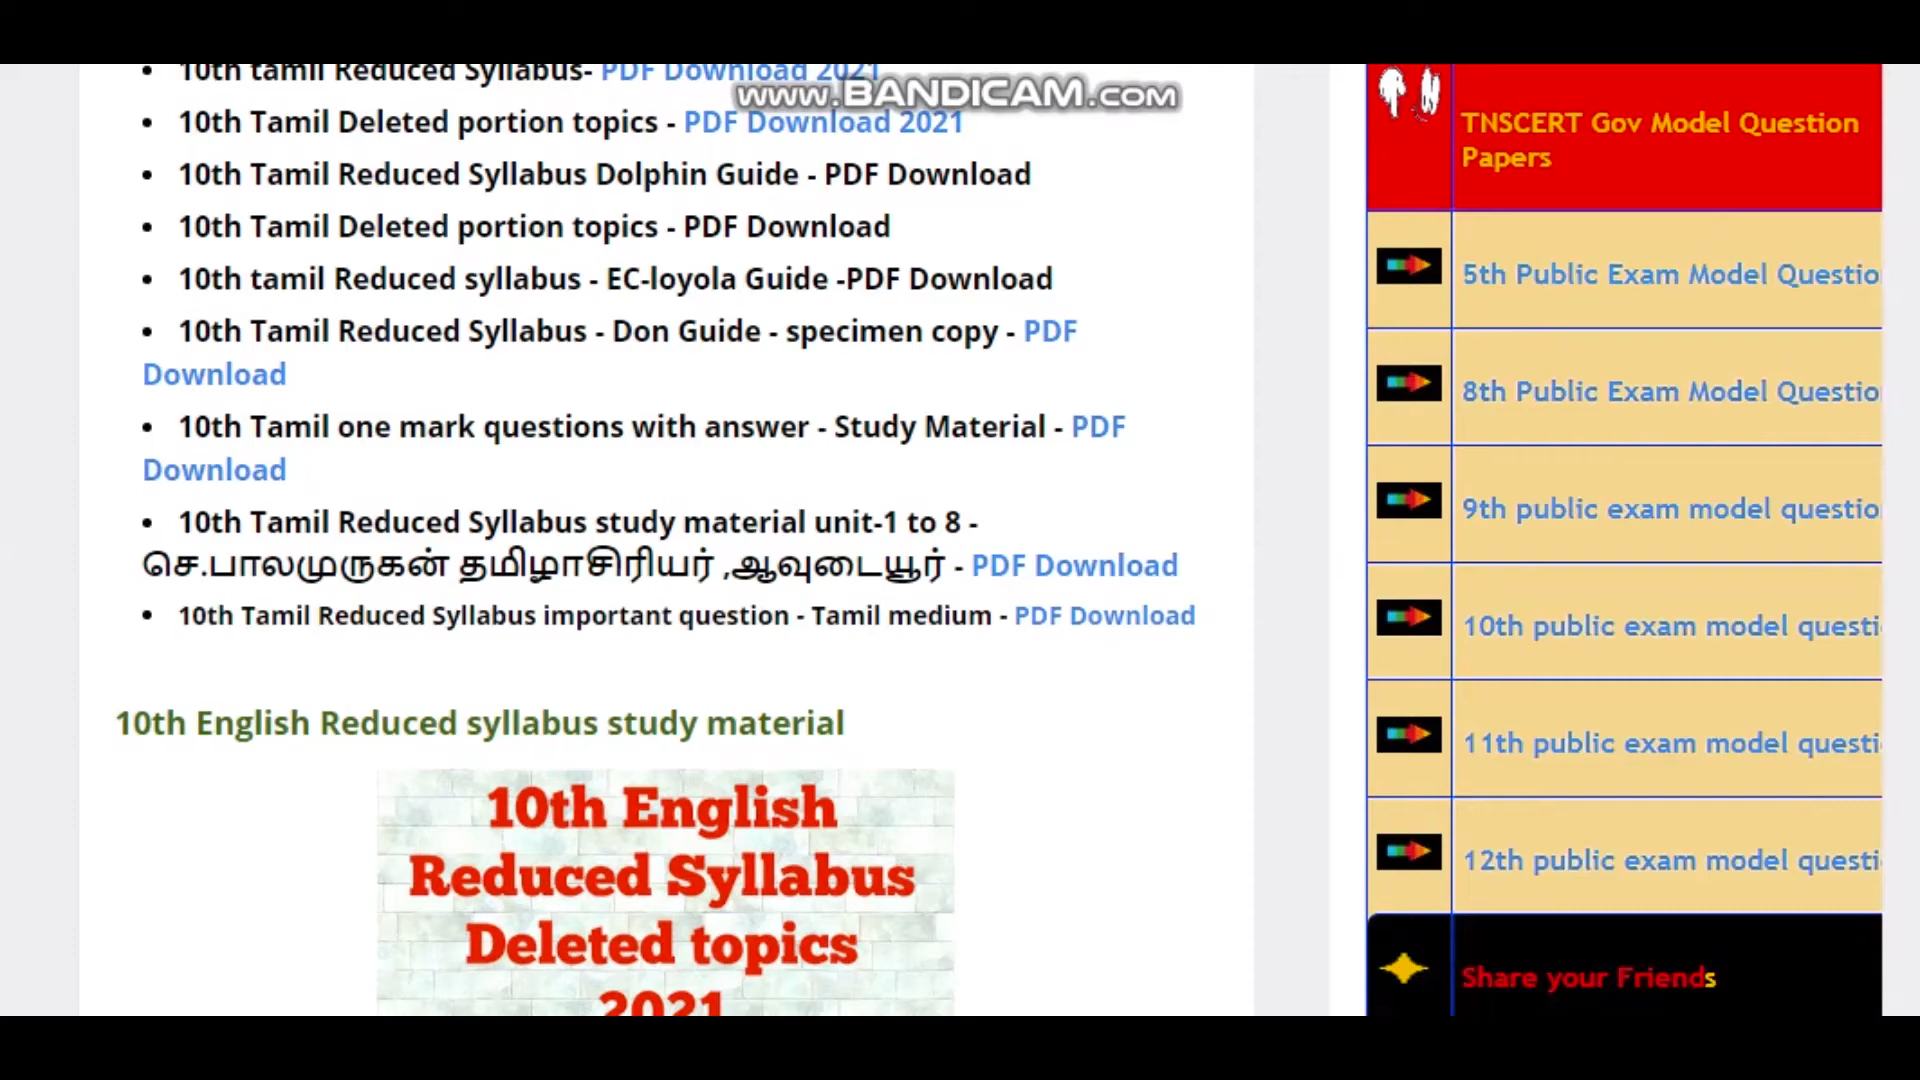 10th tamil Reduced Syllabus- PDF Download 2021
www.BANDICAM.com
10th Tamil Deleted portion topics - PDF Download 2021
10th Tamil Reduced Syllabus Dolphin Guide - PDF Download
10th Tamil Deleted portion topics - PDF Download
10th tamil Reduced syllabus - EC-loyola Guide -PDF Download
10th Tamil Reduced Syllabus - Don Guide - specimen copy - PDF
Download
10th Tamil one mark questions with answer - Study Material - PDF
Download
10th Tamil Reduced Syllabus study material unit-1 to 8 -
செ.பாலமுருகன் தமிழாசிரியர் ,ஆவுடையூர் - PDF Download
10th Tamil Reduced Syllabus important question - Tamil medium - PDF Download
10th English Reduced syllabus study material
10th English
Reduced Syllabus
Deleted topics
2021
TNSCERT Gov Model Question
Papers
5th Public Exam Model Questio
8th Public Exam Model Questio
9th public exam model questio
10th public exam model questi
11th public exam model questi
12th public exam model questi
Share your Friends